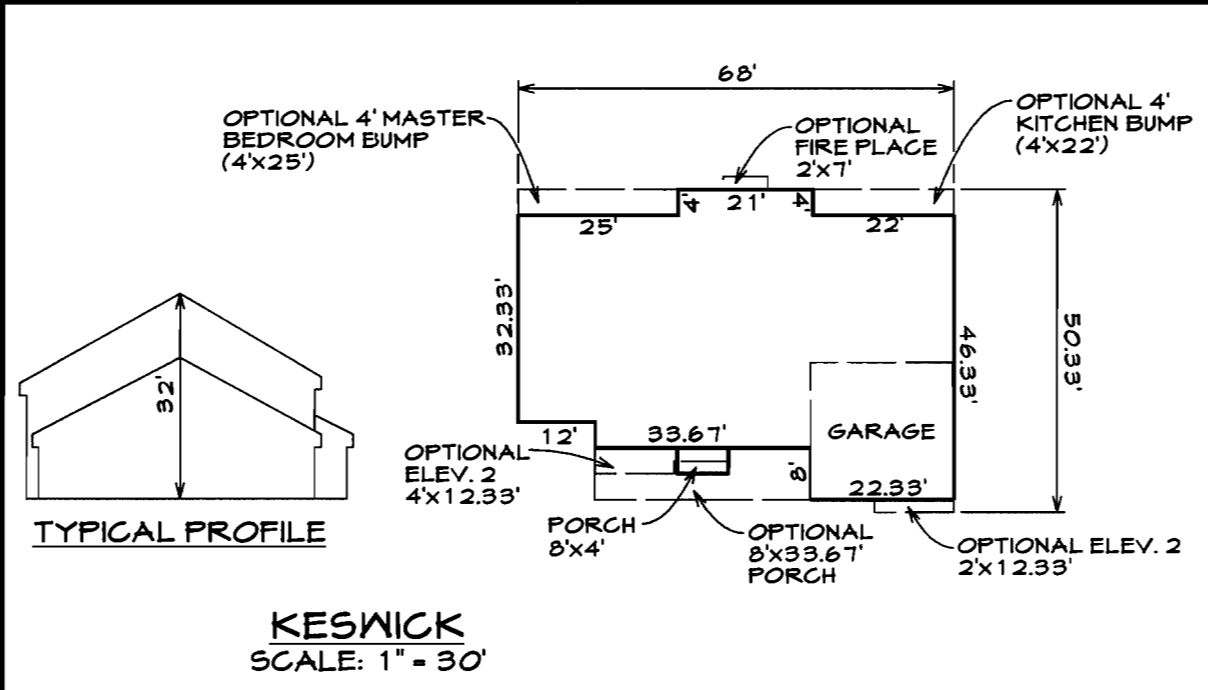 68'
OPTIONAL 4' MASTER
BEDROOM BUMP
(4'x25')
OPTIONAL
FIRE PLACE
2'x7'
OPTIONAL 4'
KITCHEN BUMP
(4'x22')
4'
21'
4'
25'
22'
32.33'
46.33'
50.33'
32'
12'
33.67'
GARAGE
8'
22.33'
OPTIONAL
ELEV. 2
4'x12.33'
PORCH
8'x4'
OPTIONAL
8'x33.67'
PORCH
OPTIONAL ELEV. 2
2'x12.33'
TYPICAL PROFILE
KESWICK
SCALE: 1" = 30'